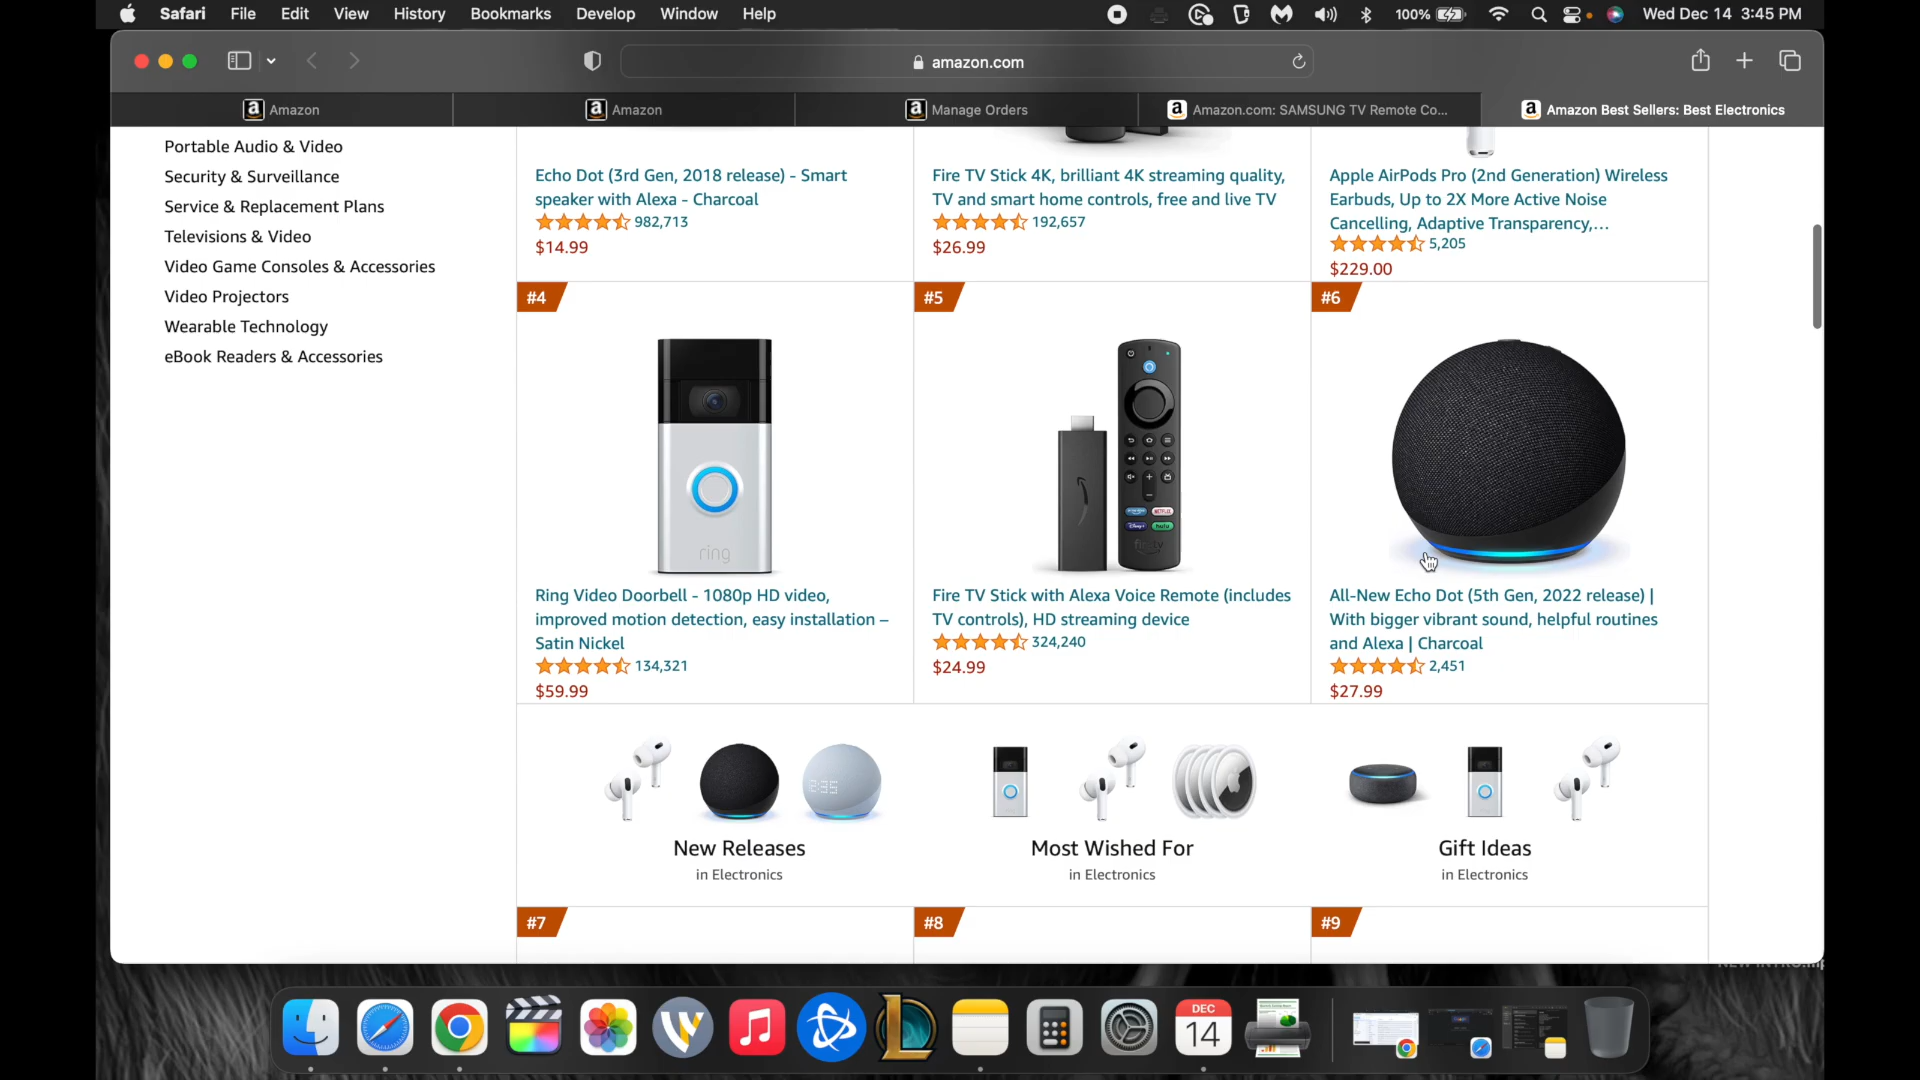 Safari File Edit View History Bookmarks Develop Window Help 100% Wed Dec 14 3:45 PM
amazon.com
Amazon Amazon Manage Orders Amazon.com: SAMSUNG TV Remote Co... Amazon Best Sellers: Best Electronics
Portable Audio & Video
Security & Surveillance
Service & Replacement Plans
Televisions & Video
Video Game Consoles & Accessories
Video Projectors
Wearable Technology
eBook Readers & Accessories
Echo Dot (3rd Gen, 2018 release) - Smart
speaker with Alexa - Charcoal
982,713
$14.99
Fire TV Stick 4K, brilliant 4K streaming quality,
TV and smart home controls, free and live TV
192,657
$26.99
Apple AirPods Pro (2nd Generation) Wireless
Earbuds, Up to 2X More Active Noise
Cancelling, Adaptive Transparency,...
5,205
$229.00
#4
ring
Ring Video Doorbell - 1080p HD video,
improved motion detection, easy installation –
Satin Nickel
134,321
$59.99
#5
NETFLIX
Disney+ hulu
firetv
Fire TV Stick with Alexa Voice Remote (includes
TV controls), HD streaming device
324,240
$24.99
#6
All-New Echo Dot (5th Gen, 2022 release) |
With bigger vibrant sound, helpful routines
and Alexa | Charcoal
2,451
$27.99
New Releases
in Electronics
Most Wished For
in Electronics
Gift Ideas
in Electronics
#7 #8 #9
DEC
14